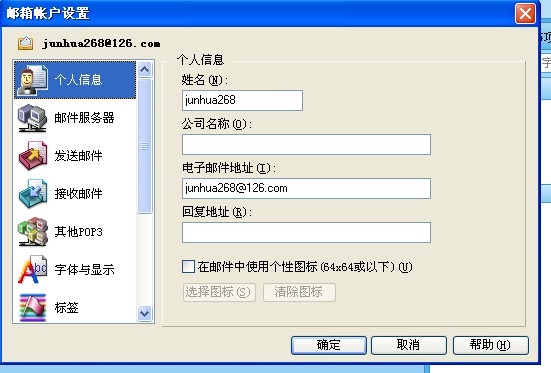 邮箱帐户设置
junhua268@126.com
个人信息
邮件服务器
发送邮件
接收邮件
其他POP3
字体与显示
标签
个人信息
姓名(N):
junhua268
公司名称(O):
电子邮件地址(I):
junhua268@126.com
回复地址(R):
在邮件中使用个性图标(64x64或以下)(U)
选择图标(S) 清除图标
确定 取消 帮助(H)
项
字